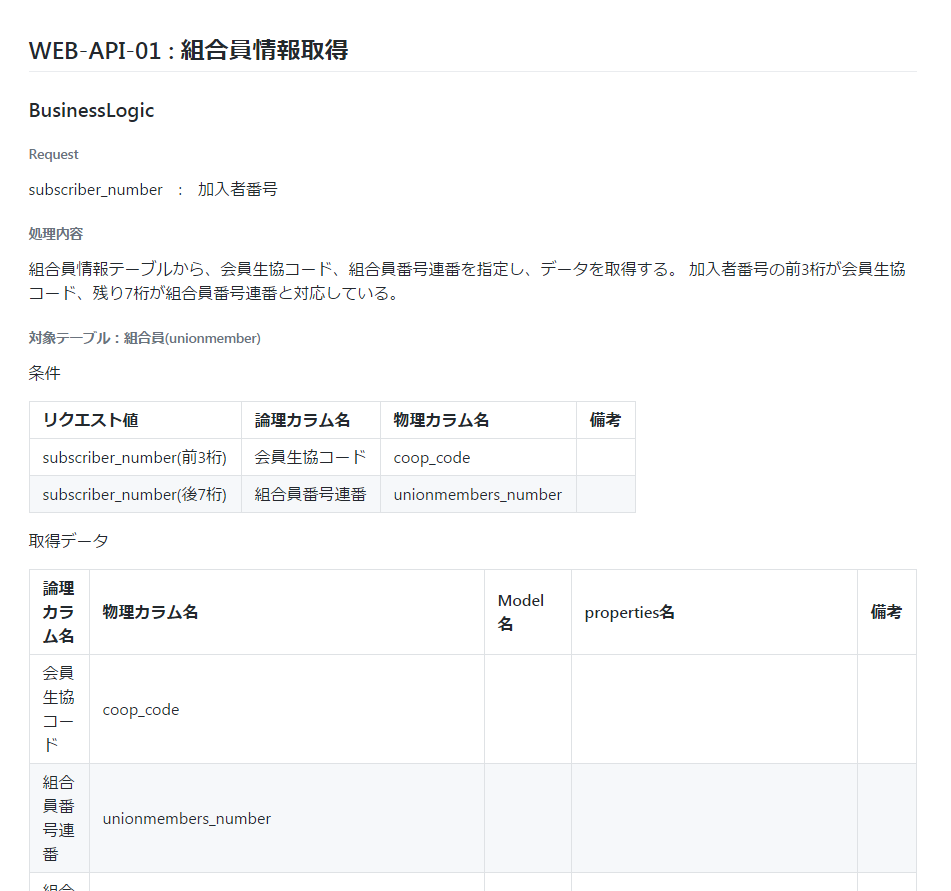 WEB-API-01 : 組合員情報取得
BusinessLogic
Request
subscriber_number : 加入者番号
処理内容
組合員情報テーブルから、会員生協コード、組合員番号連番を指定し、データを取得する。 加入者番号の前3桁が会員生協
コード、残り7桁が組合員番号連番と対応している。
対象テーブル：組合員(unionmember)
条件
リクエスト値 論理カラム名 物理カラム名 備考
subscriber_number(前3桁) 会員生協コード coop_code
subscriber_number(後7桁) 組合員番号連番 unionmembers_number
取得データ
論理
カラ
ム名
物理カラム名
Model
名
properties名
備考
会員
生協
コー
ド
coop_code
組合
員番
号連
番
unionmembers_number
組合